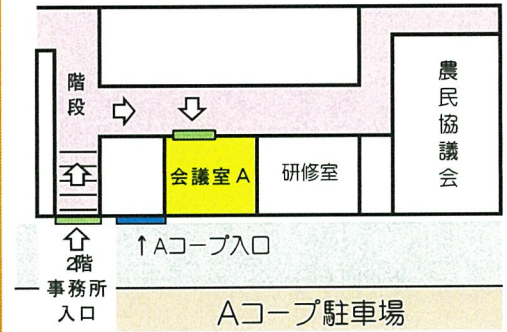 階段
農民協議会
会議室 A
研修室
↑Aコープ入口
2階
事務所
入口
Aコープ駐車場